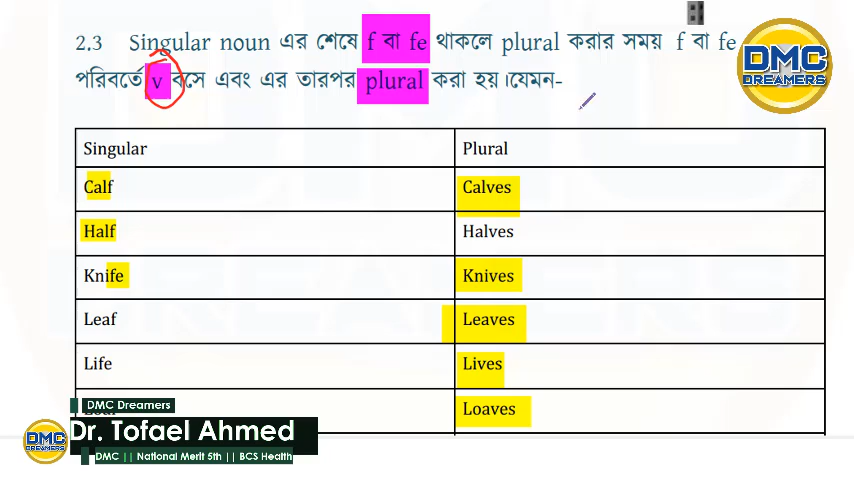 2.3 Singular noun এর শেষে f বা fe থাকলে plural করার সময় f বা fe
পরিবর্তে v বসে এবং এর তারপর plural করা হয়।যেমন-
DMC
DREAMERS
Singular Plural
Calf Calves
Half Halves
Knife Knives
Leaf Leaves
Life Lives
Loaves
DMC Dreamers
DMC
DREAMERS
Dr. Tofael Ahmed
DMC || National Merit 5th || BCS Health